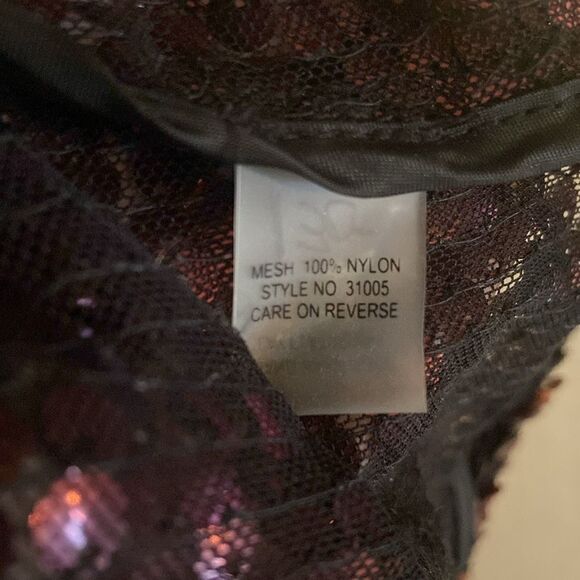 MESH 100% NYLON
STYLE NO 31005
CARE ON REVERSE